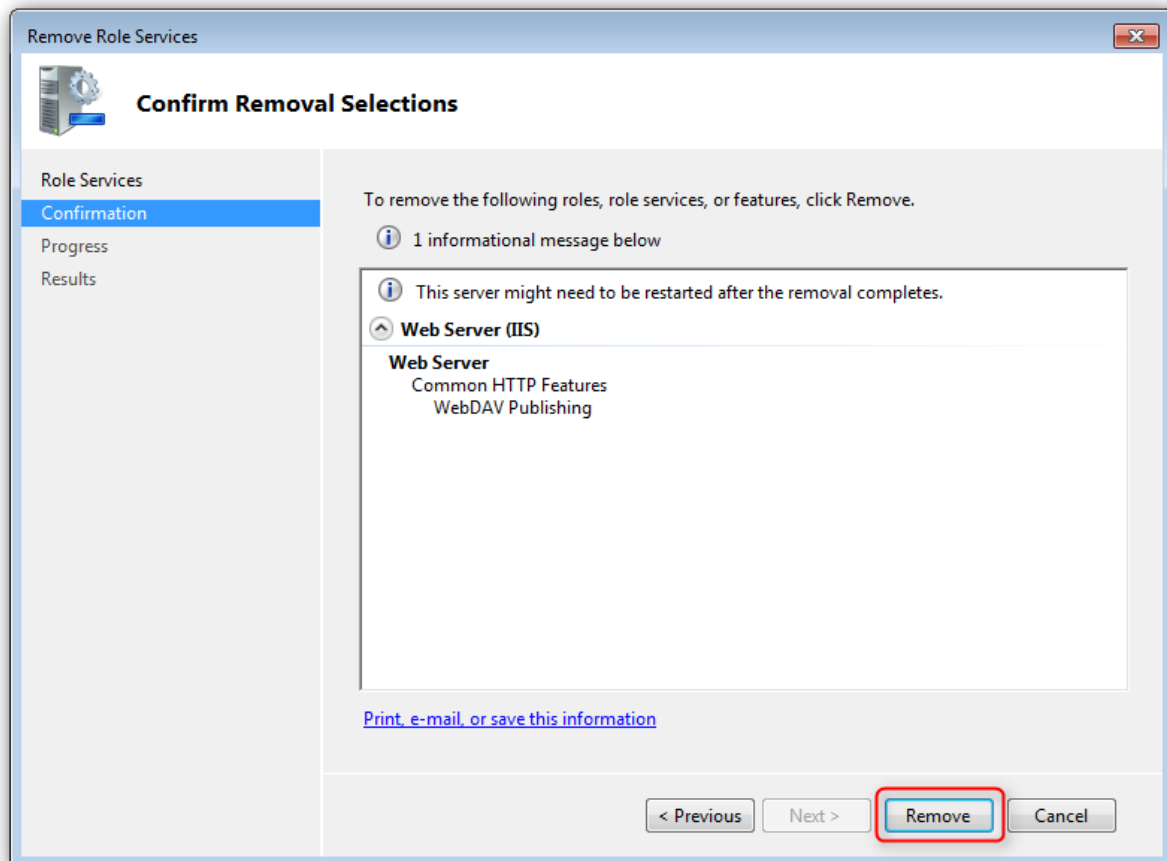 Remove Role Services
Confirm Removal Selections
Role Services
Confirmation
Progress
Results
To remove the following roles, role services, or features, click Remove.
1 informational message below
This server might need to be restarted after the removal completes.
Web Server (IIS)
Web Server
Common HTTP Features
WebDAV Publishing
Print, e-mail, or save this information
< Previous
Next >
Remove
Cancel